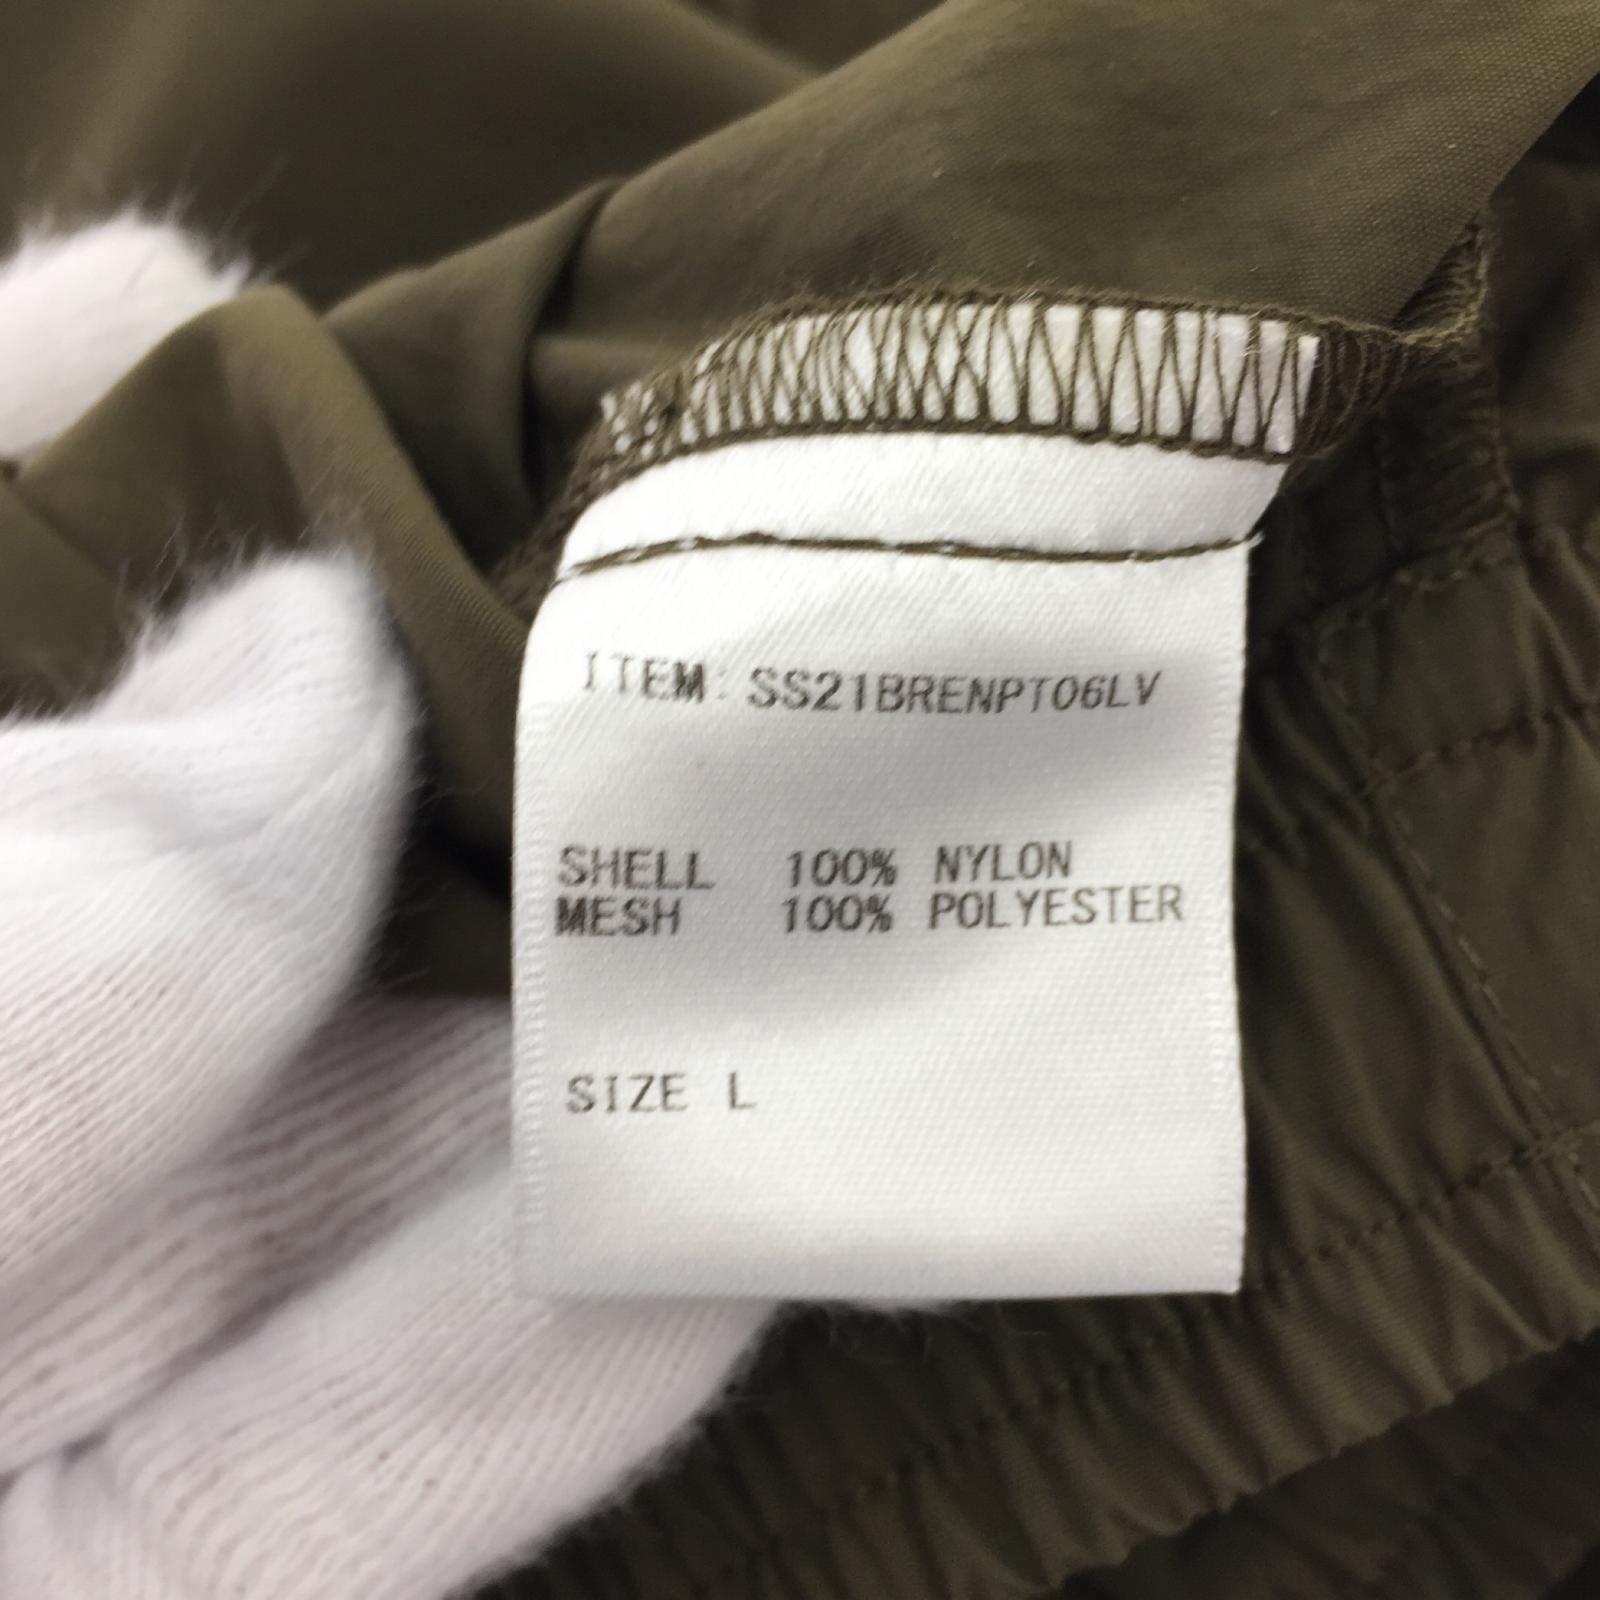 ITEM: SS21BRENPT06LV
SHELL 100% NYLON
MESH 100% POLYESTER
SIZE L